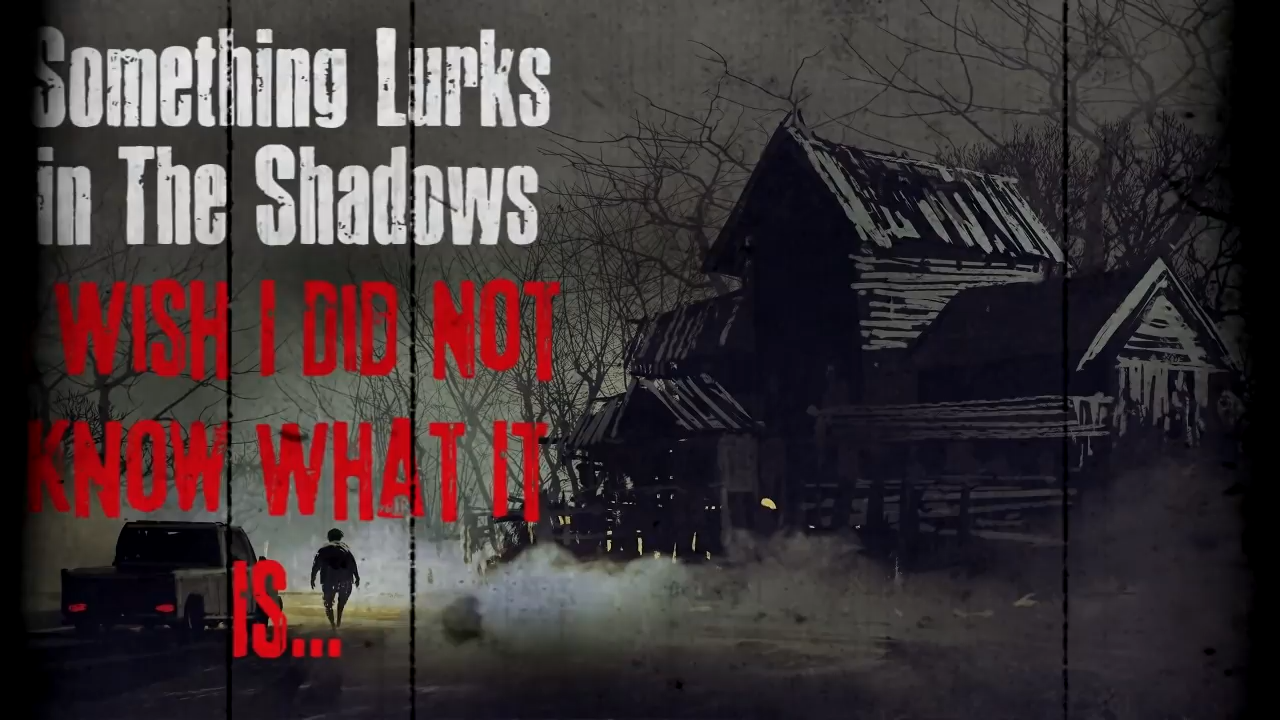 Something Lurks
in The Shadows
WISH I DID NOT
KNOW WHAT IT
IS...